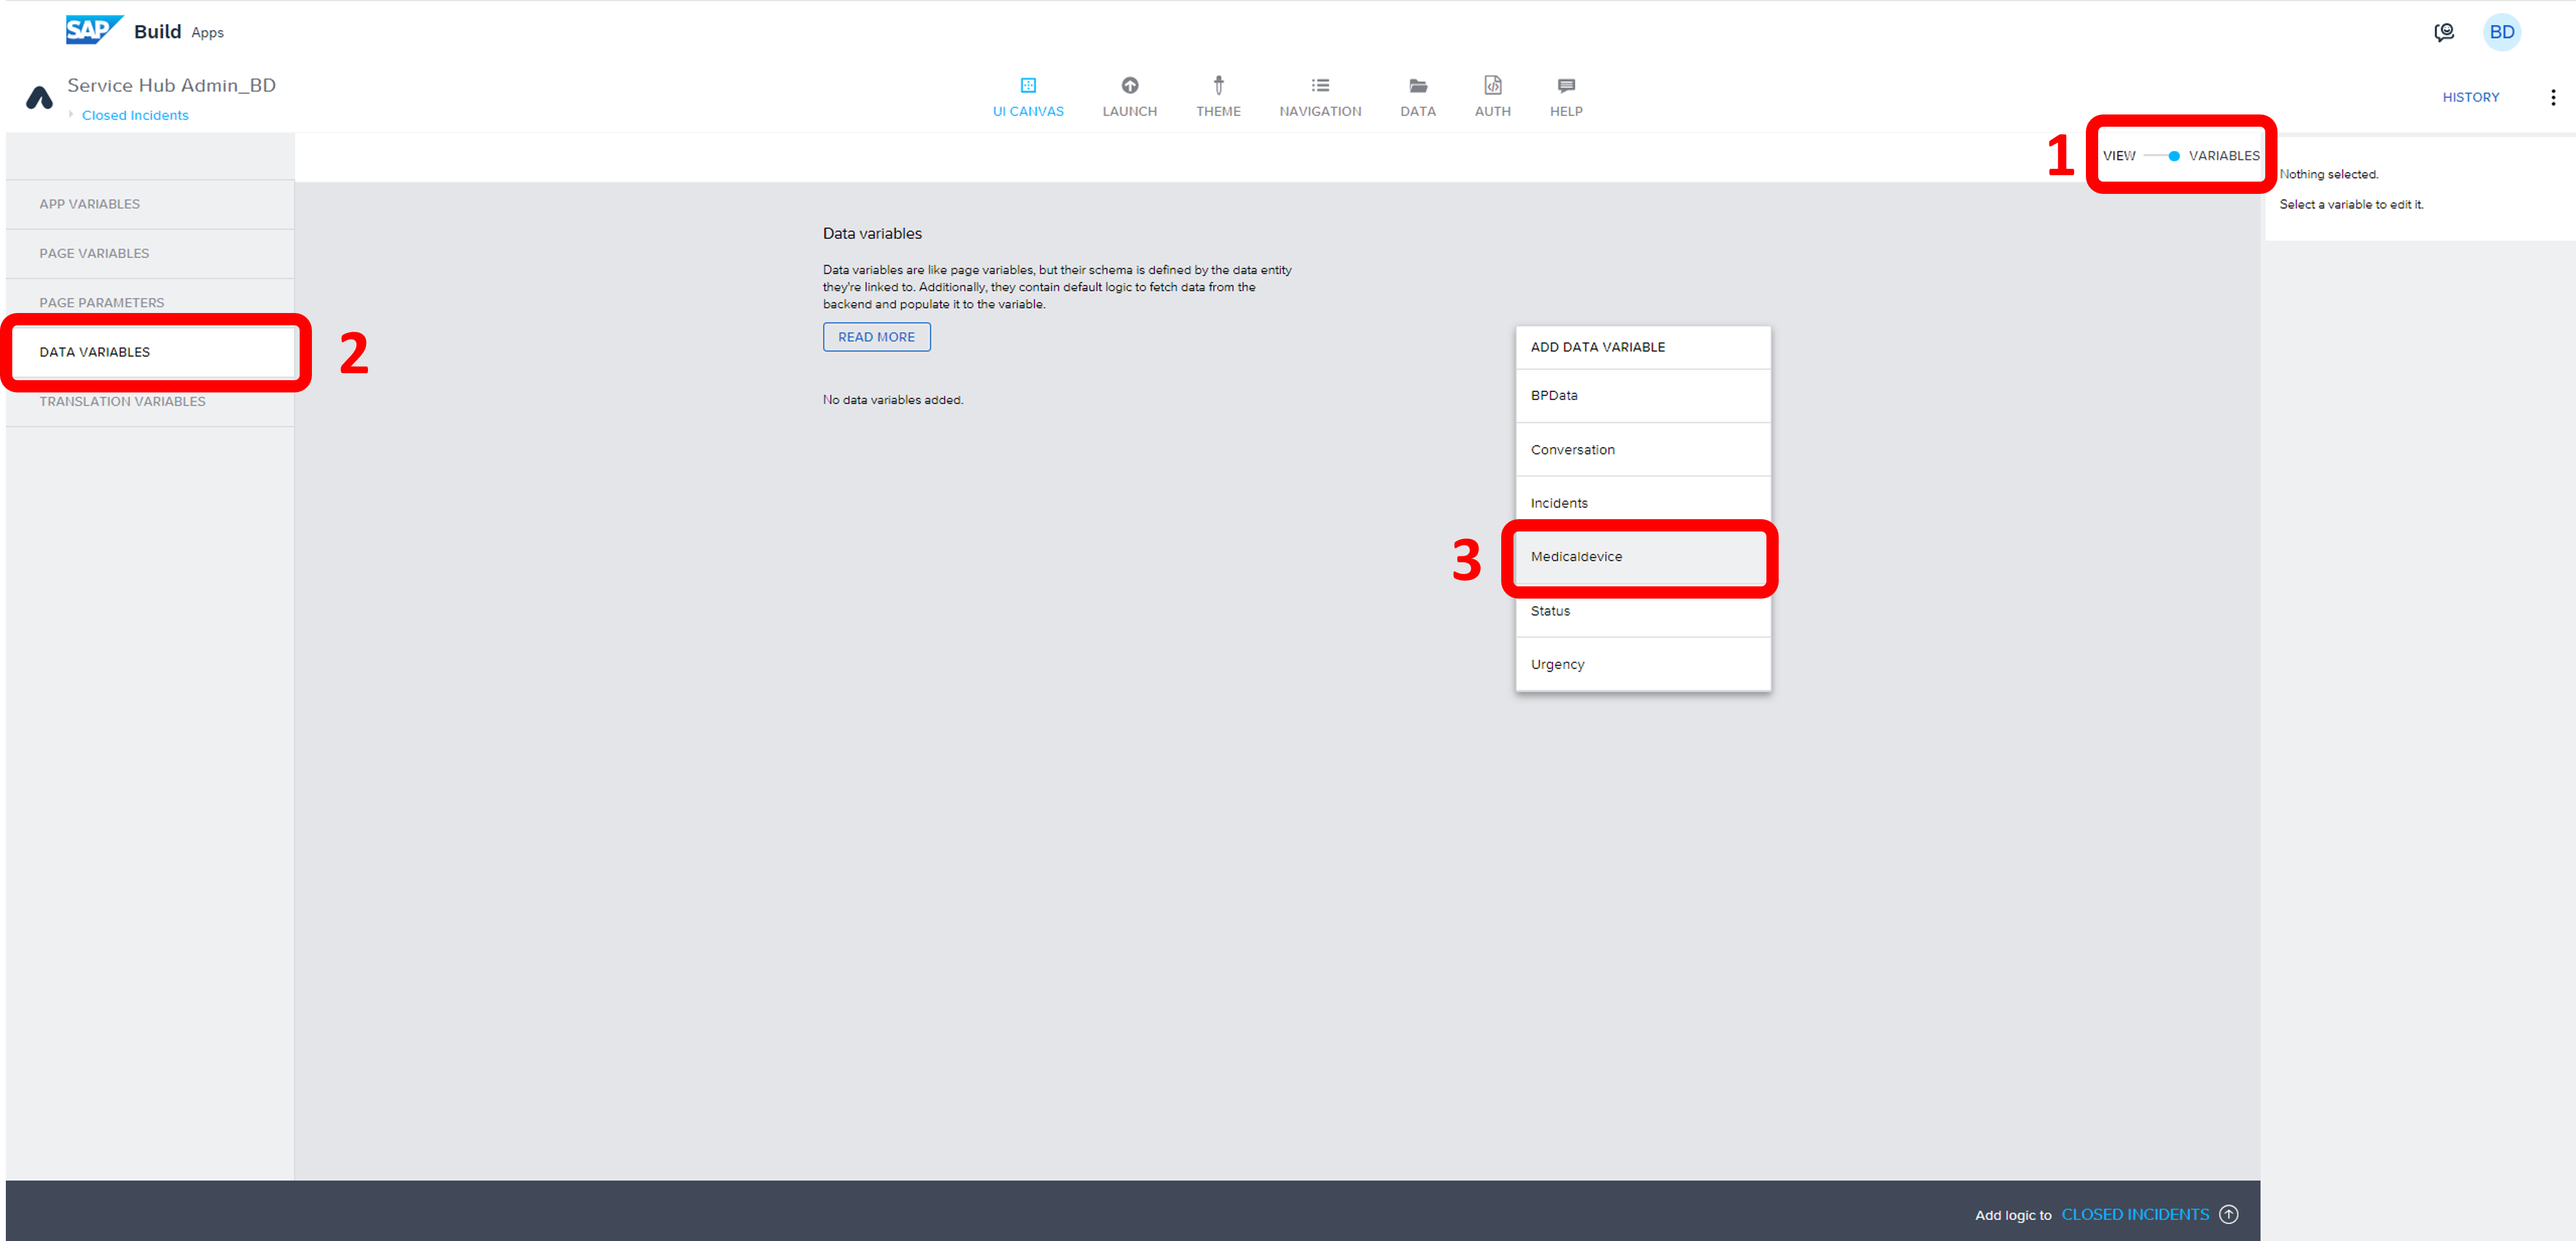 SAP Build Apps
BD
Service Hub Admin_BD
Closed Incidents
UI CANVAS
LAUNCH
THEME
NAVIGATION
DATA
AUTH
HELP
HISTORY
1
VIEW
VARIABLES
Nothing selected.
Select a variable to edit it.
APP VARIABLES
PAGE VARIABLES
PAGE PARAMETERS
DATA VARIABLES
2
TRANSLATION VARIABLES
Data variables
Data variables are like page variables, but their schema is defined by the data entity
they're linked to. Additionally, they contain default logic to fetch data from the
backend and populate it to the variable.
READ MORE
No data variables added.
ADD DATA VARIABLE
BPData
Conversation
Incidents
3
Medicaldevice
Status
Urgency
Add logic to CLOSED INCIDENTS